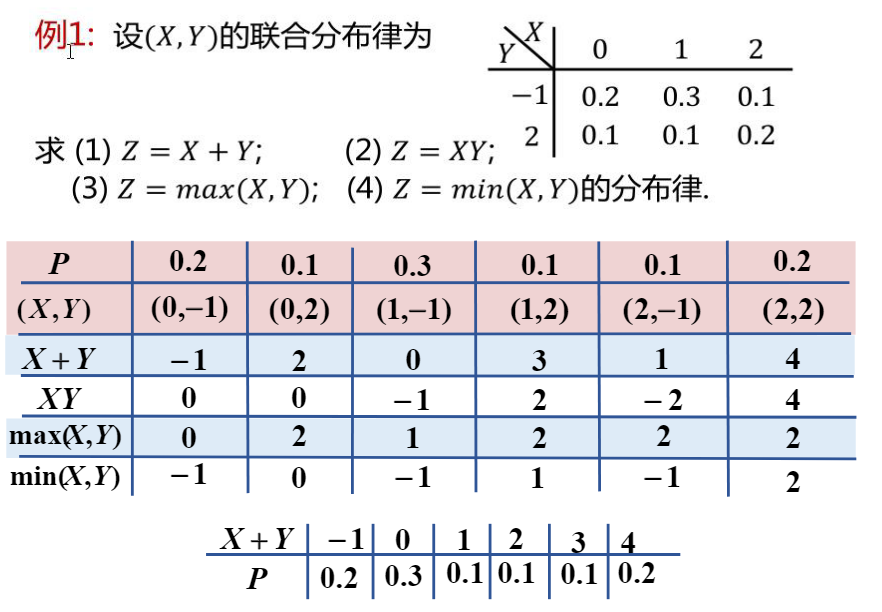 例1: 设(X,Y)的联合分布律为
Y X 0 1 2
−1 0.2 0.3 0.1
2 0.1 0.1 0.2
求 (1) Z = X + Y; (2) Z = XY;
(3) Z = max(X,Y); (4) Z = min(X,Y)的分布律.
P 0.2 0.1 0.3 0.1 0.1 0.2
(X,Y) (0,−1) (0,2) (1,−1) (1,2) (2,−1) (2,2)
X+Y −1 2 0 3 1 4
XY 0 0 −1 2 −2 4
max(X,Y) 0 2 1 2 2 2
min(X,Y) −1 0 −1 1 −1 2
X+Y −1 0 1 2 3 4
P 0.2 0.3 0.1 0.1 0.1 0.2